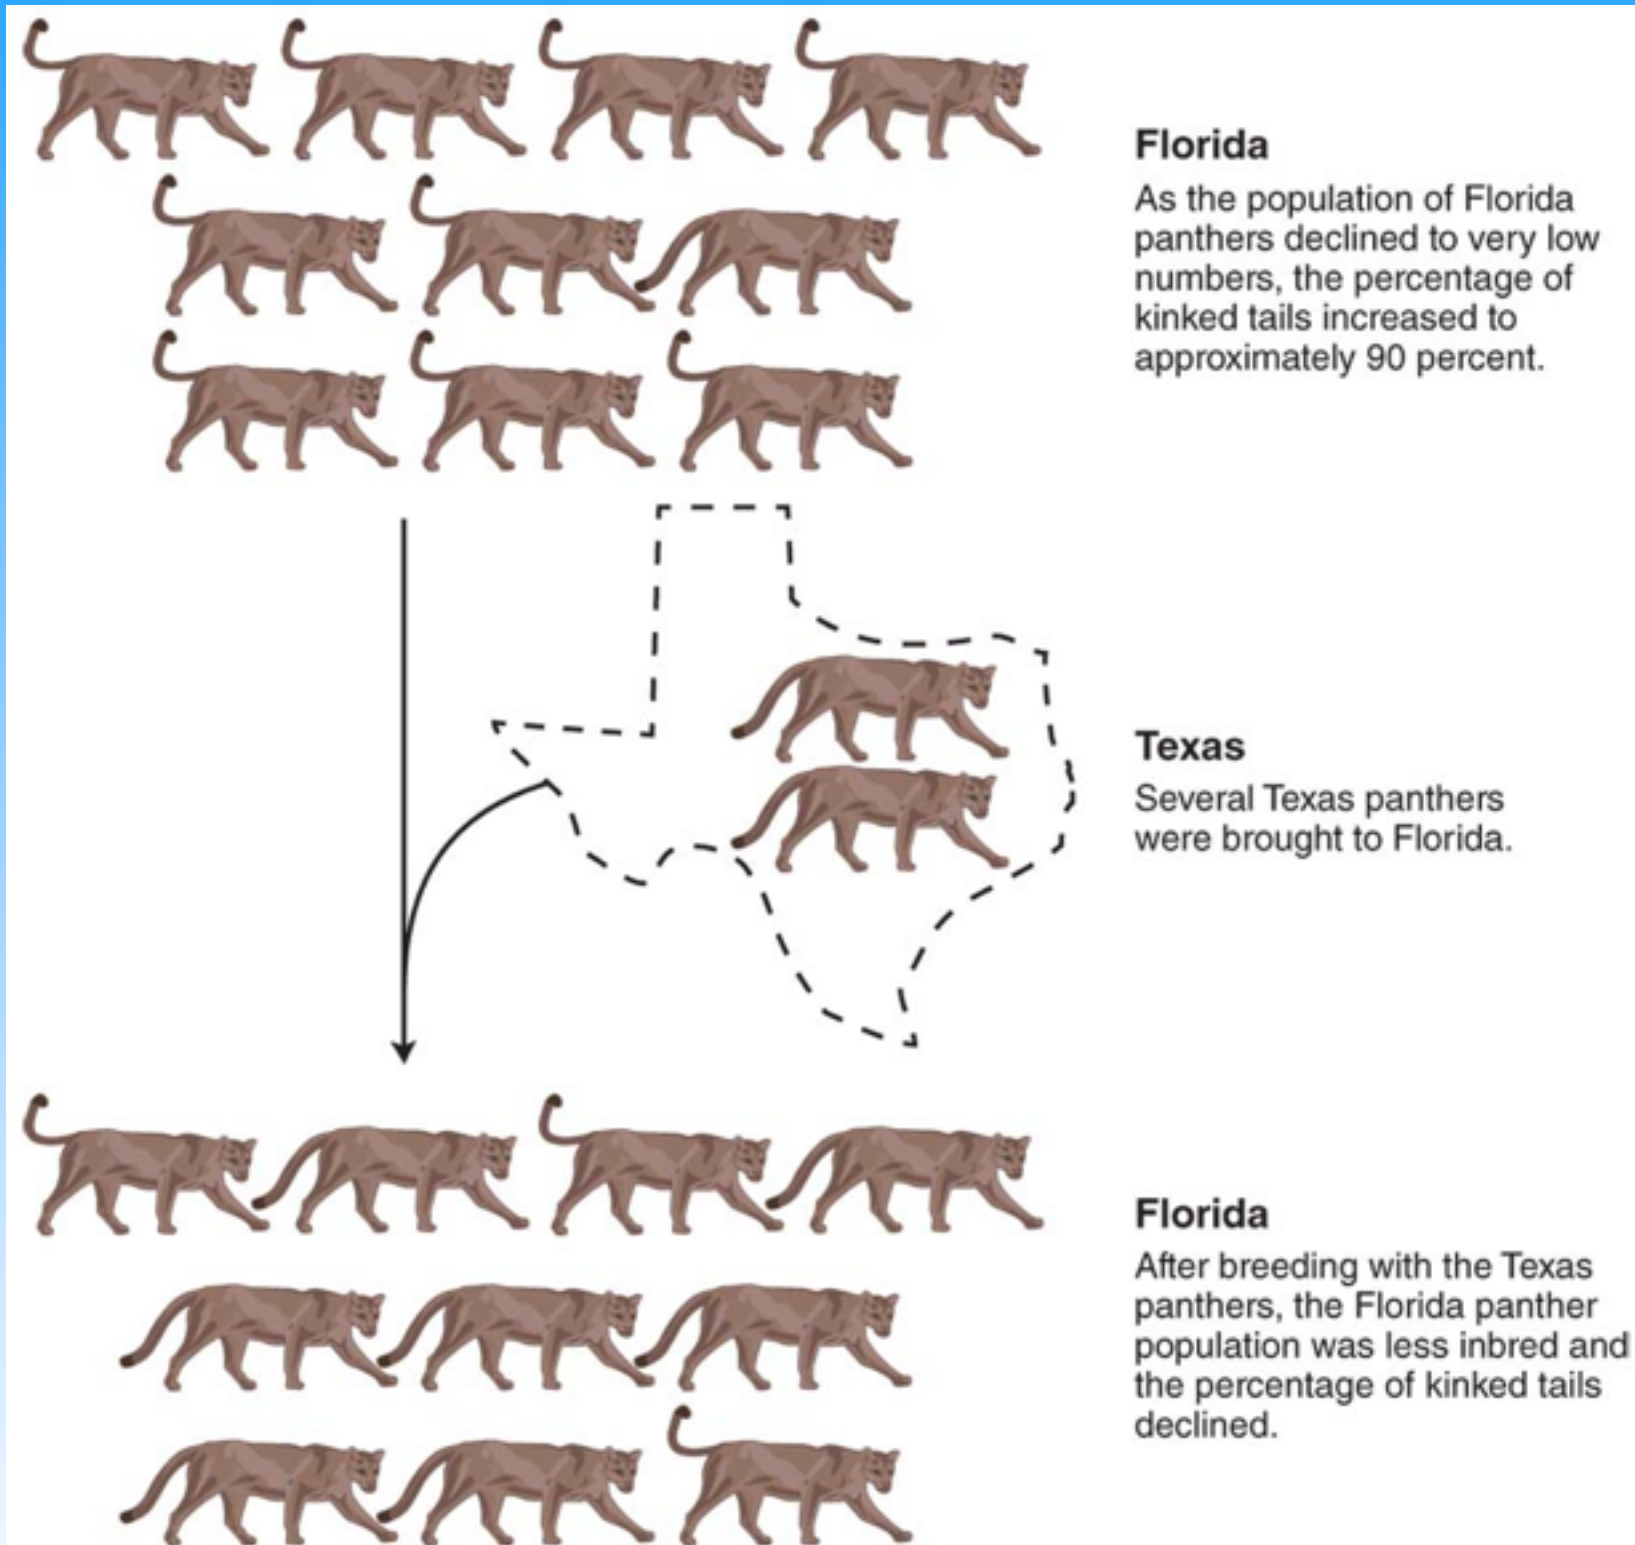 Florida
As the population of Florida
panthers declined to very low
numbers, the percentage of
kinked tails increased to
approximately 90 percent.
Texas
Several Texas panthers
were brought to Florida.
Florida
After breeding with the Texas
panthers, the Florida panther
population was less inbred and
the percentage of kinked tails
declined.